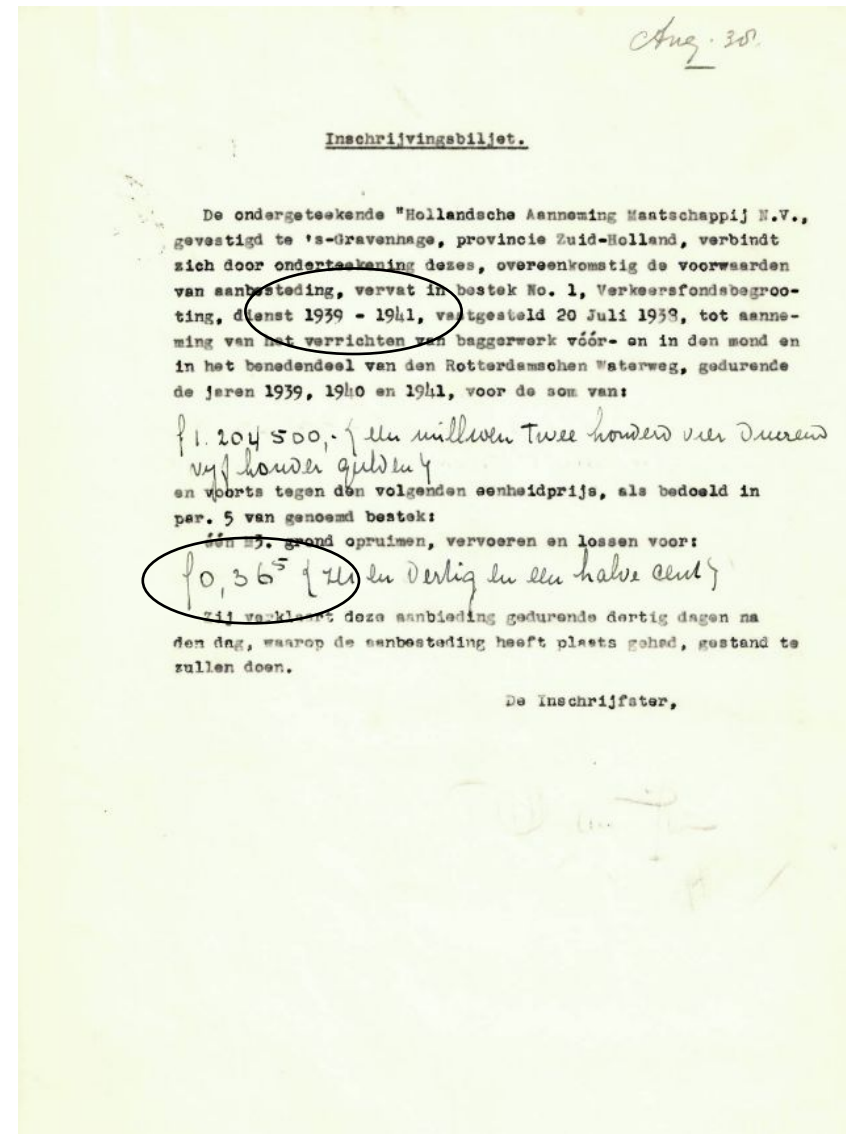 Aug. 38.
Inschrijvingsbiljet.
De ondergeteekende "Hollandsche Aanneming Maatschappij N.V.,
gevestigd te 's-Gravenhage, provincie Zuid-Holland, verbindt
zich door onderteekening dezes, overeenkomstig de voorwaarden
van aanbesteding, vervat in bestek No. 1, Verkeersfondsbegroo-
ting, dienst 1939 - 1941, vastgesteld 20 Juli 1938, tot aanne-
ming van het verrichten van baggerwerk vóór- en in den mond en
in het benedendeel van den Rotterdamschen Waterweg, gedurende
de jaren 1939, 1940 en 1941, voor de som van:
f 1.204500,- (een millioen twee honderd vier duizend
vijf honder gulden)
en voorts tegen den volgenden eenheidprijs, als bedoeld in
par. 5 van genoemd bestek:
één m3. grond opruimen, vervoeren en lossen voor:
f 0,36⁵ (zes en dertig en een halve cent)
Zij verklaart deze aanbieding gedurende dertig dagen na
den dag, waarop de aanbesteding heeft plaats gehad, gestand te
zullen doen.
De Inschrijfster,